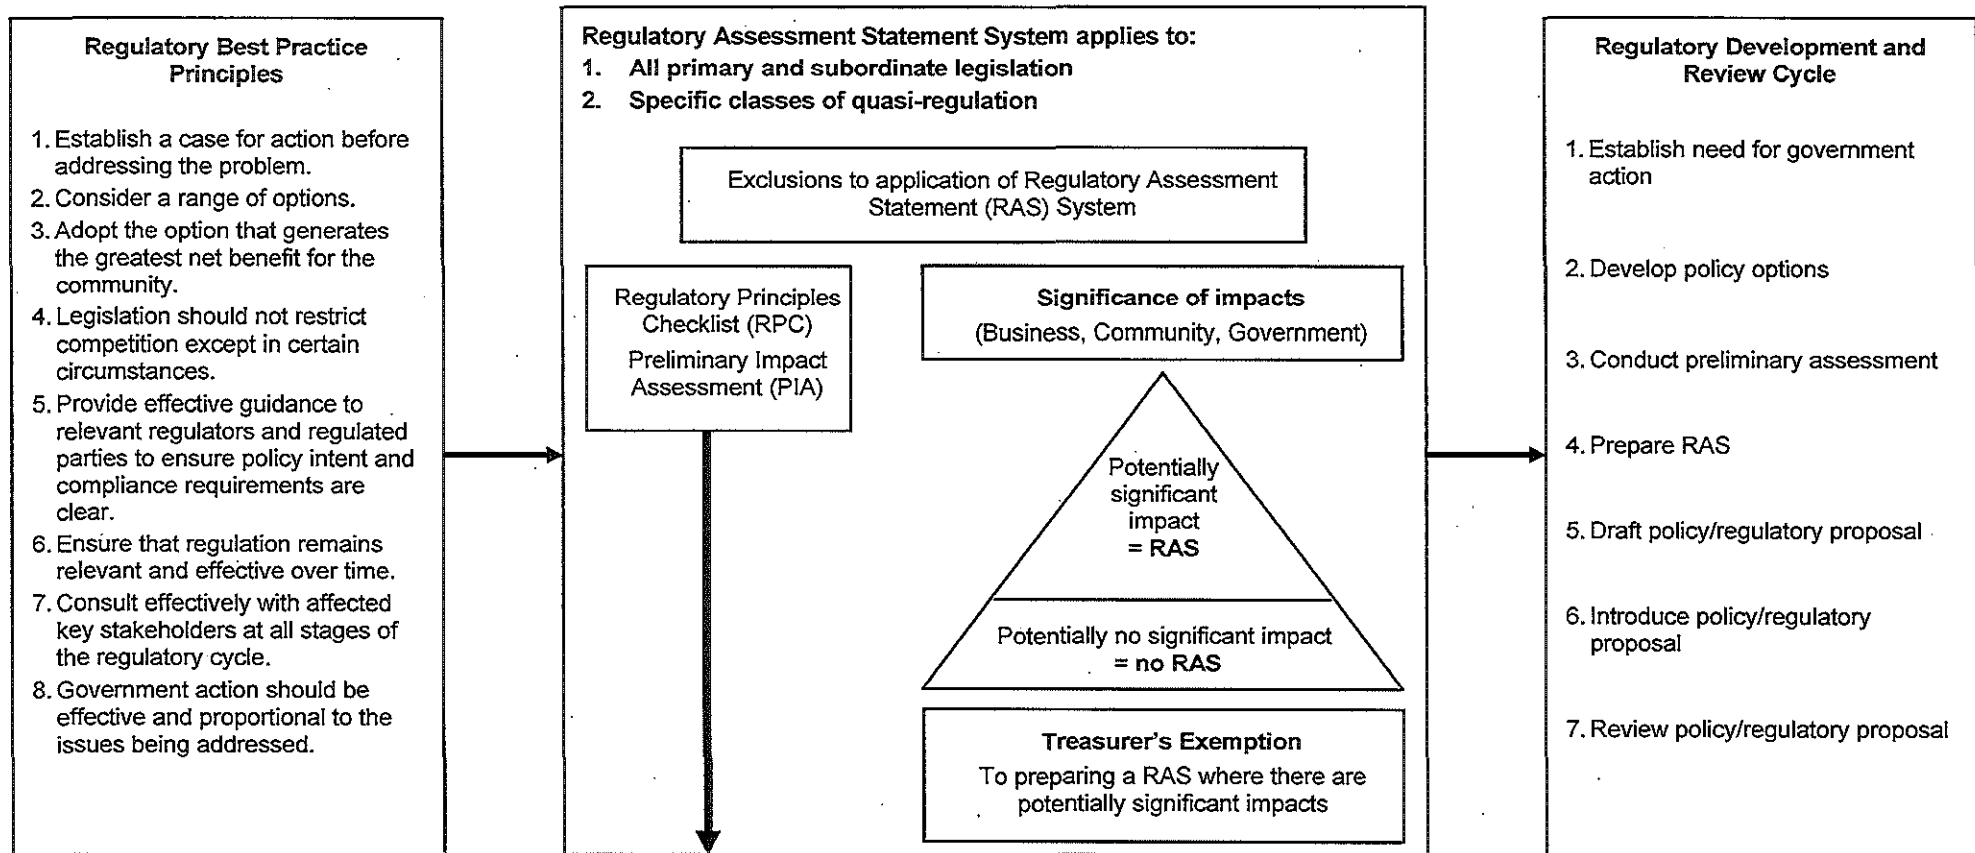 Regulatory Best Practice
Principles
1. Establish a case for action before
addressing the problem.
2. Consider a range of options.
3. Adopt the option that generates
the greatest net benefit for the
community.
4. Legislation should not restrict
competition except in certain
circumstances.
5. Provide effective guidance to
relevant regulators and regulated
parties to ensure policy intent and
compliance requirements are
clear.
6. Ensure that regulation remains
relevant and effective over time.
7. Consult effectively with affected
key stakeholders at all stages of
the regulatory cycle.
8. Government action should be
effective and proportional to the
issues being addressed.
Regulatory Assessment Statement System applies to:
1. All primary and subordinate legislation
2. Specific classes of quasi-regulation
Exclusions to application of Regulatory Assessment
Statement (RAS) System
Regulatory Principles
Checklist (RPC)
Preliminary Impact
Assessment (PIA)
Significance of impacts
(Business, Community, Government)
Potentially
significant
impact
= RAS
Potentially no significant impact
= no RAS
Treasurer's Exemption
To preparing a RAS where there are
potentially significant impacts
Regulatory Development and
Review Cycle
1. Establish need for government
action
2. Develop policy options
3. Conduct preliminary assessment
4. Prepare RAS
5. Draft policy/regulatory proposal
6. Introduce policy/regulatory
proposal
7. Review policy/regulatory proposal